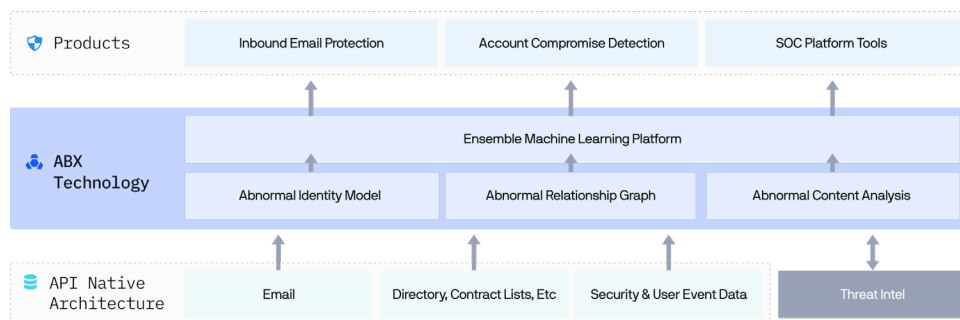 Products
Inbound Email Protection
Account Compromise Detection
SOC Platform Tools
ABX
Technology
Ensemble Machine Learning Platform
Abnormal Identity Model
Abnormal Relationship Graph
Abnormal Content Analysis
API Native
Architecture
Email
Directory, Contract Lists, Etc
Security & User Event Data
Threat Intel